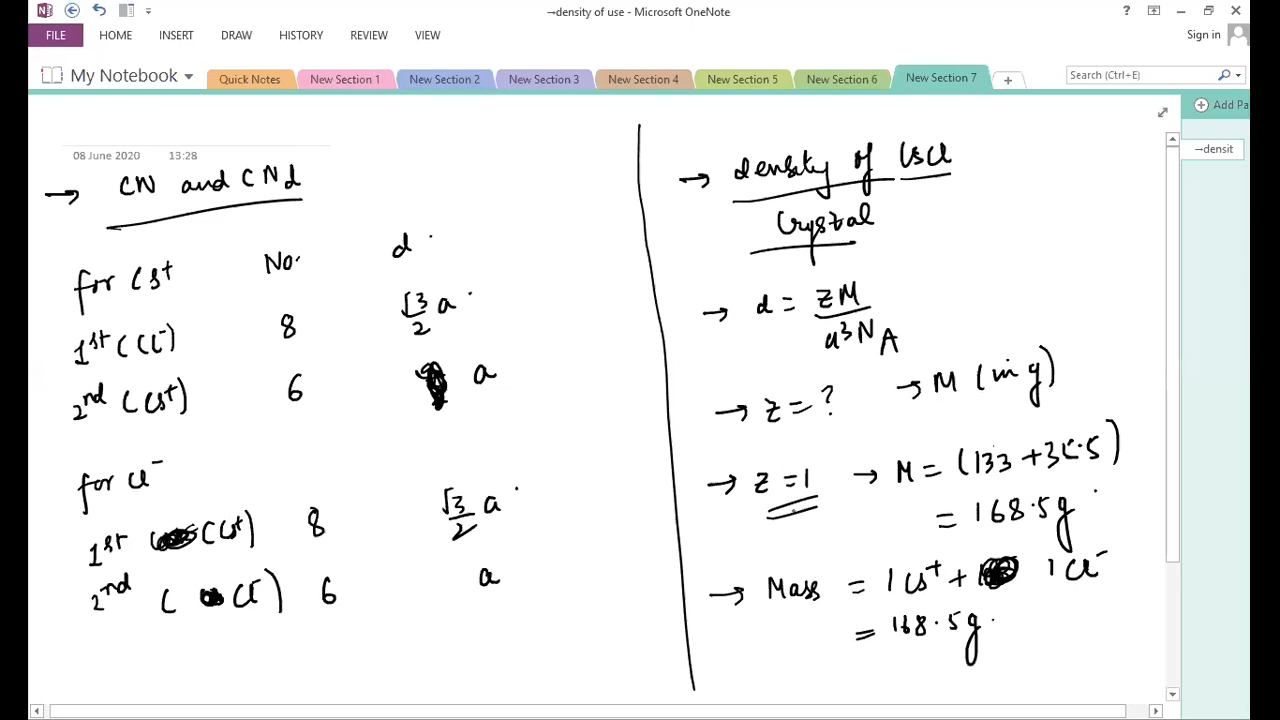 →density of use - Microsoft OneNote
?
FILE HOME INSERT DRAW HISTORY REVIEW VIEW
Sign in
My Notebook
Quick Notes New Section 1 New Section 2 New Section 3 New Section 4 New Section 5 New Section 6 New Section 7 +
Search (Ctrl+E)
Add Pa
→densit
08 June 2020 13:28
→ CN and CNd
for Cs⁺ No. d
1st (Cl⁻) 8 √3/2 a
2nd (Cs⁺) 6 a
for Cl⁻
1st (Cs⁺) 8 √3/2 a
2nd (Cl⁻) 6 a
→ density of CsCl
Crystal
→ d = ZM/a³NA
→ Z = ? → M (in g)
→ Z = 1 → M = (133 + 35.5)
= 168.5g
→ Mass = 1Cs⁺ + 1Cl⁻
= 168.5g